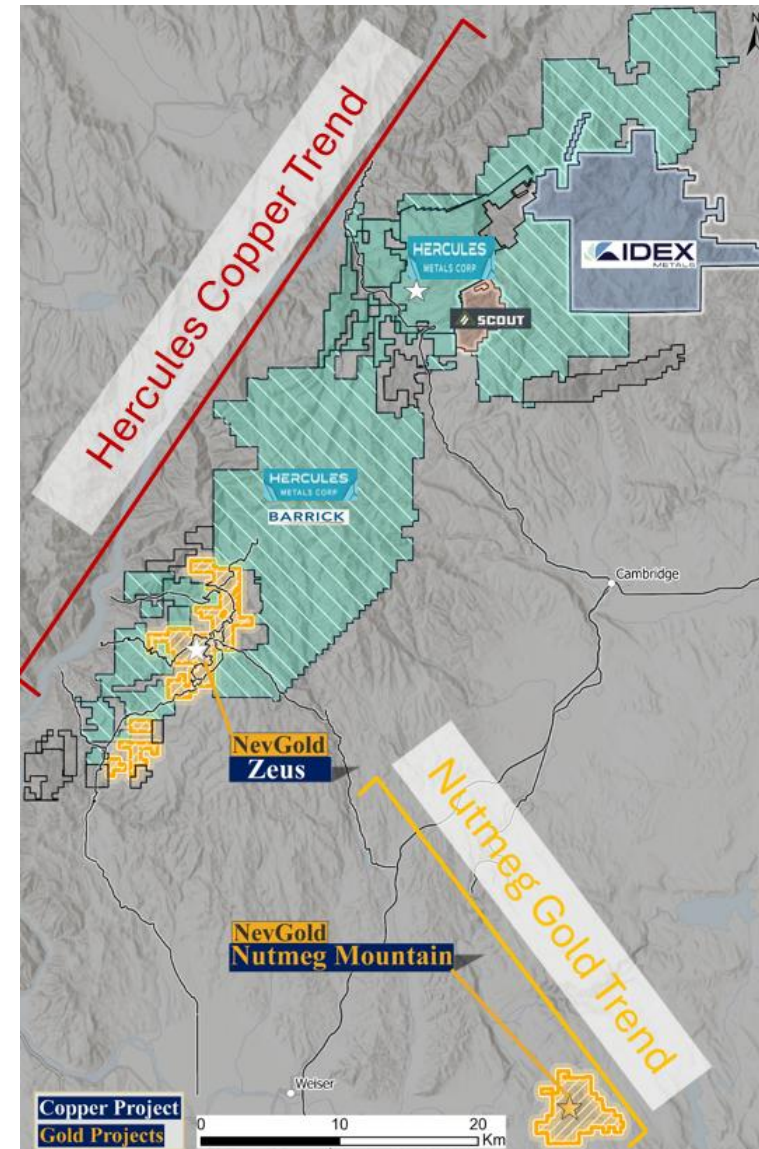 N
Hercules Copper Trend
HERCULES
METALS CORP
IDEX
METALS
SCOUT
HERCULES
METALS CORP
BARRICK
Cambridge
NevGold
Zeus
Nutmeg Gold Trend
NevGold
Nutmeg Mountain
Weiser
Copper Project
Gold Projects
0 10 20
Km